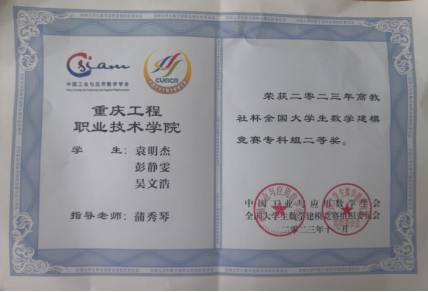 csiam
中国工业与应用数学学会
CUMCM
重庆工程
职业技术学院
学 生：袁明杰
彭静雯
吴文浩
指导老师：蒲秀琴
荣获二零二三年高教
社杯全国大学生数学建模
竞赛专科组二等奖。
中国工业与应用数学学会
全国大学生数学建模竞赛组织委员会
二零二三年十一月